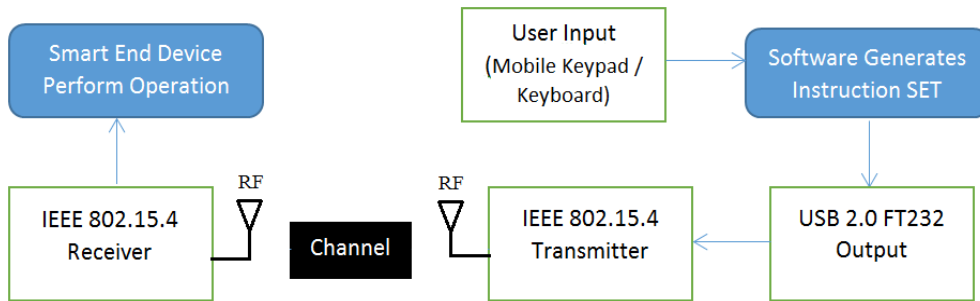 Smart End Device
Perform Operation
User Input
(Mobile Keypad /
Keyboard)
Software Generates
Instruction SET
RF
RF
IEEE 802.15.4
Receiver
Channel
IEEE 802.15.4
Transmitter
USB 2.0 FT232
Output